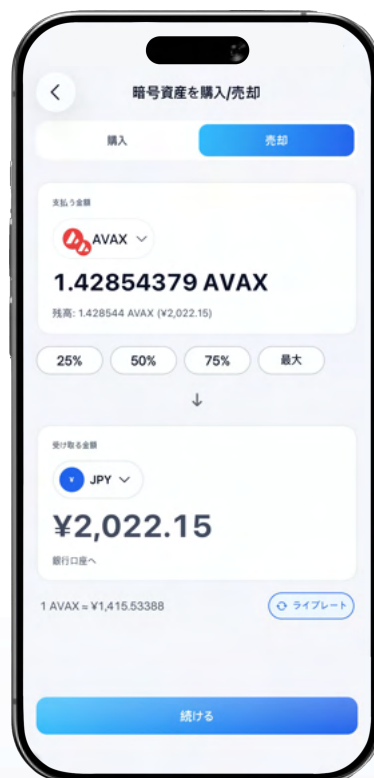 暗号資産を購入/売却
購入
売却
支払う金額
AVAX
1.42854379 AVAX
残高: 1.428544 AVAX (¥2,022.15)
25% 50% 75% 最大
受け取る金額
¥ JPY
¥2,022.15
銀行口座へ
1 AVAX = ¥1,415.53388
ライブレート
続ける